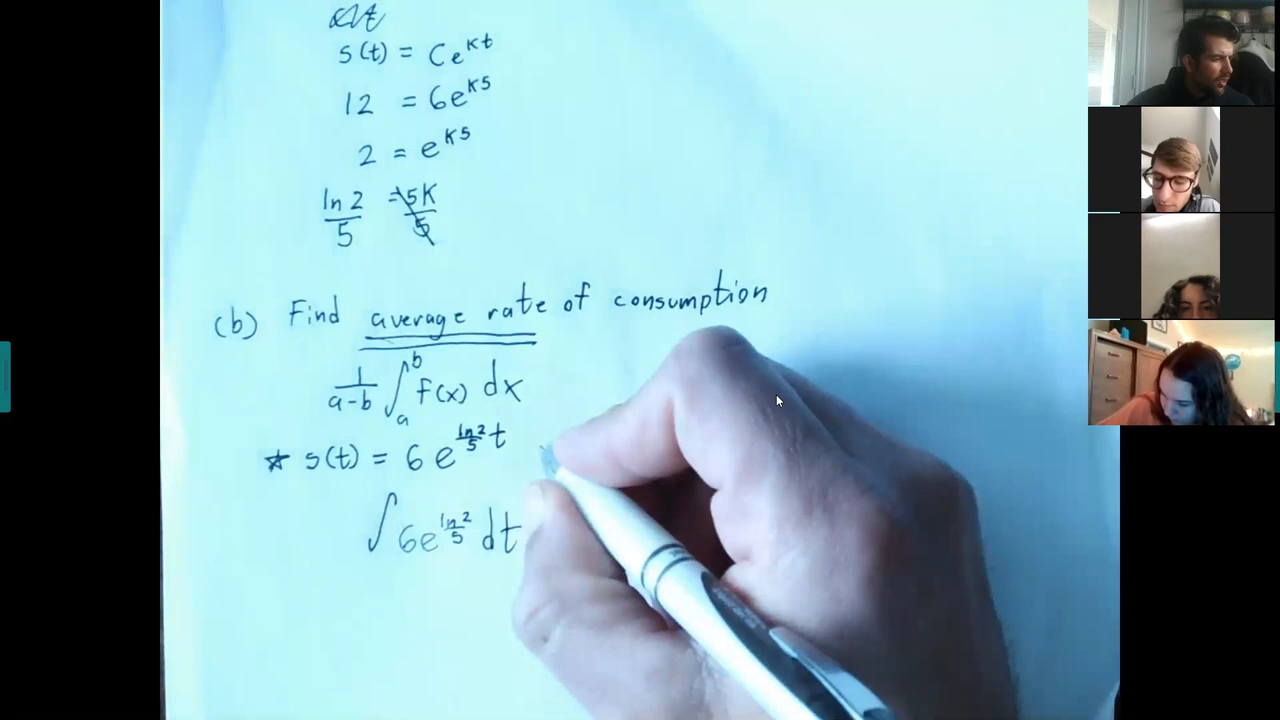 s(t) = Ce^kt
12 = 6e^k5
2 = e^k5
ln 2/5 = 5k/5
(b) Find average rate of consumption
1/a-b ∫_a^b f(x) dx
★ s(t) = 6e^(ln2/5 t)
∫ 6e^(ln2/5) dt